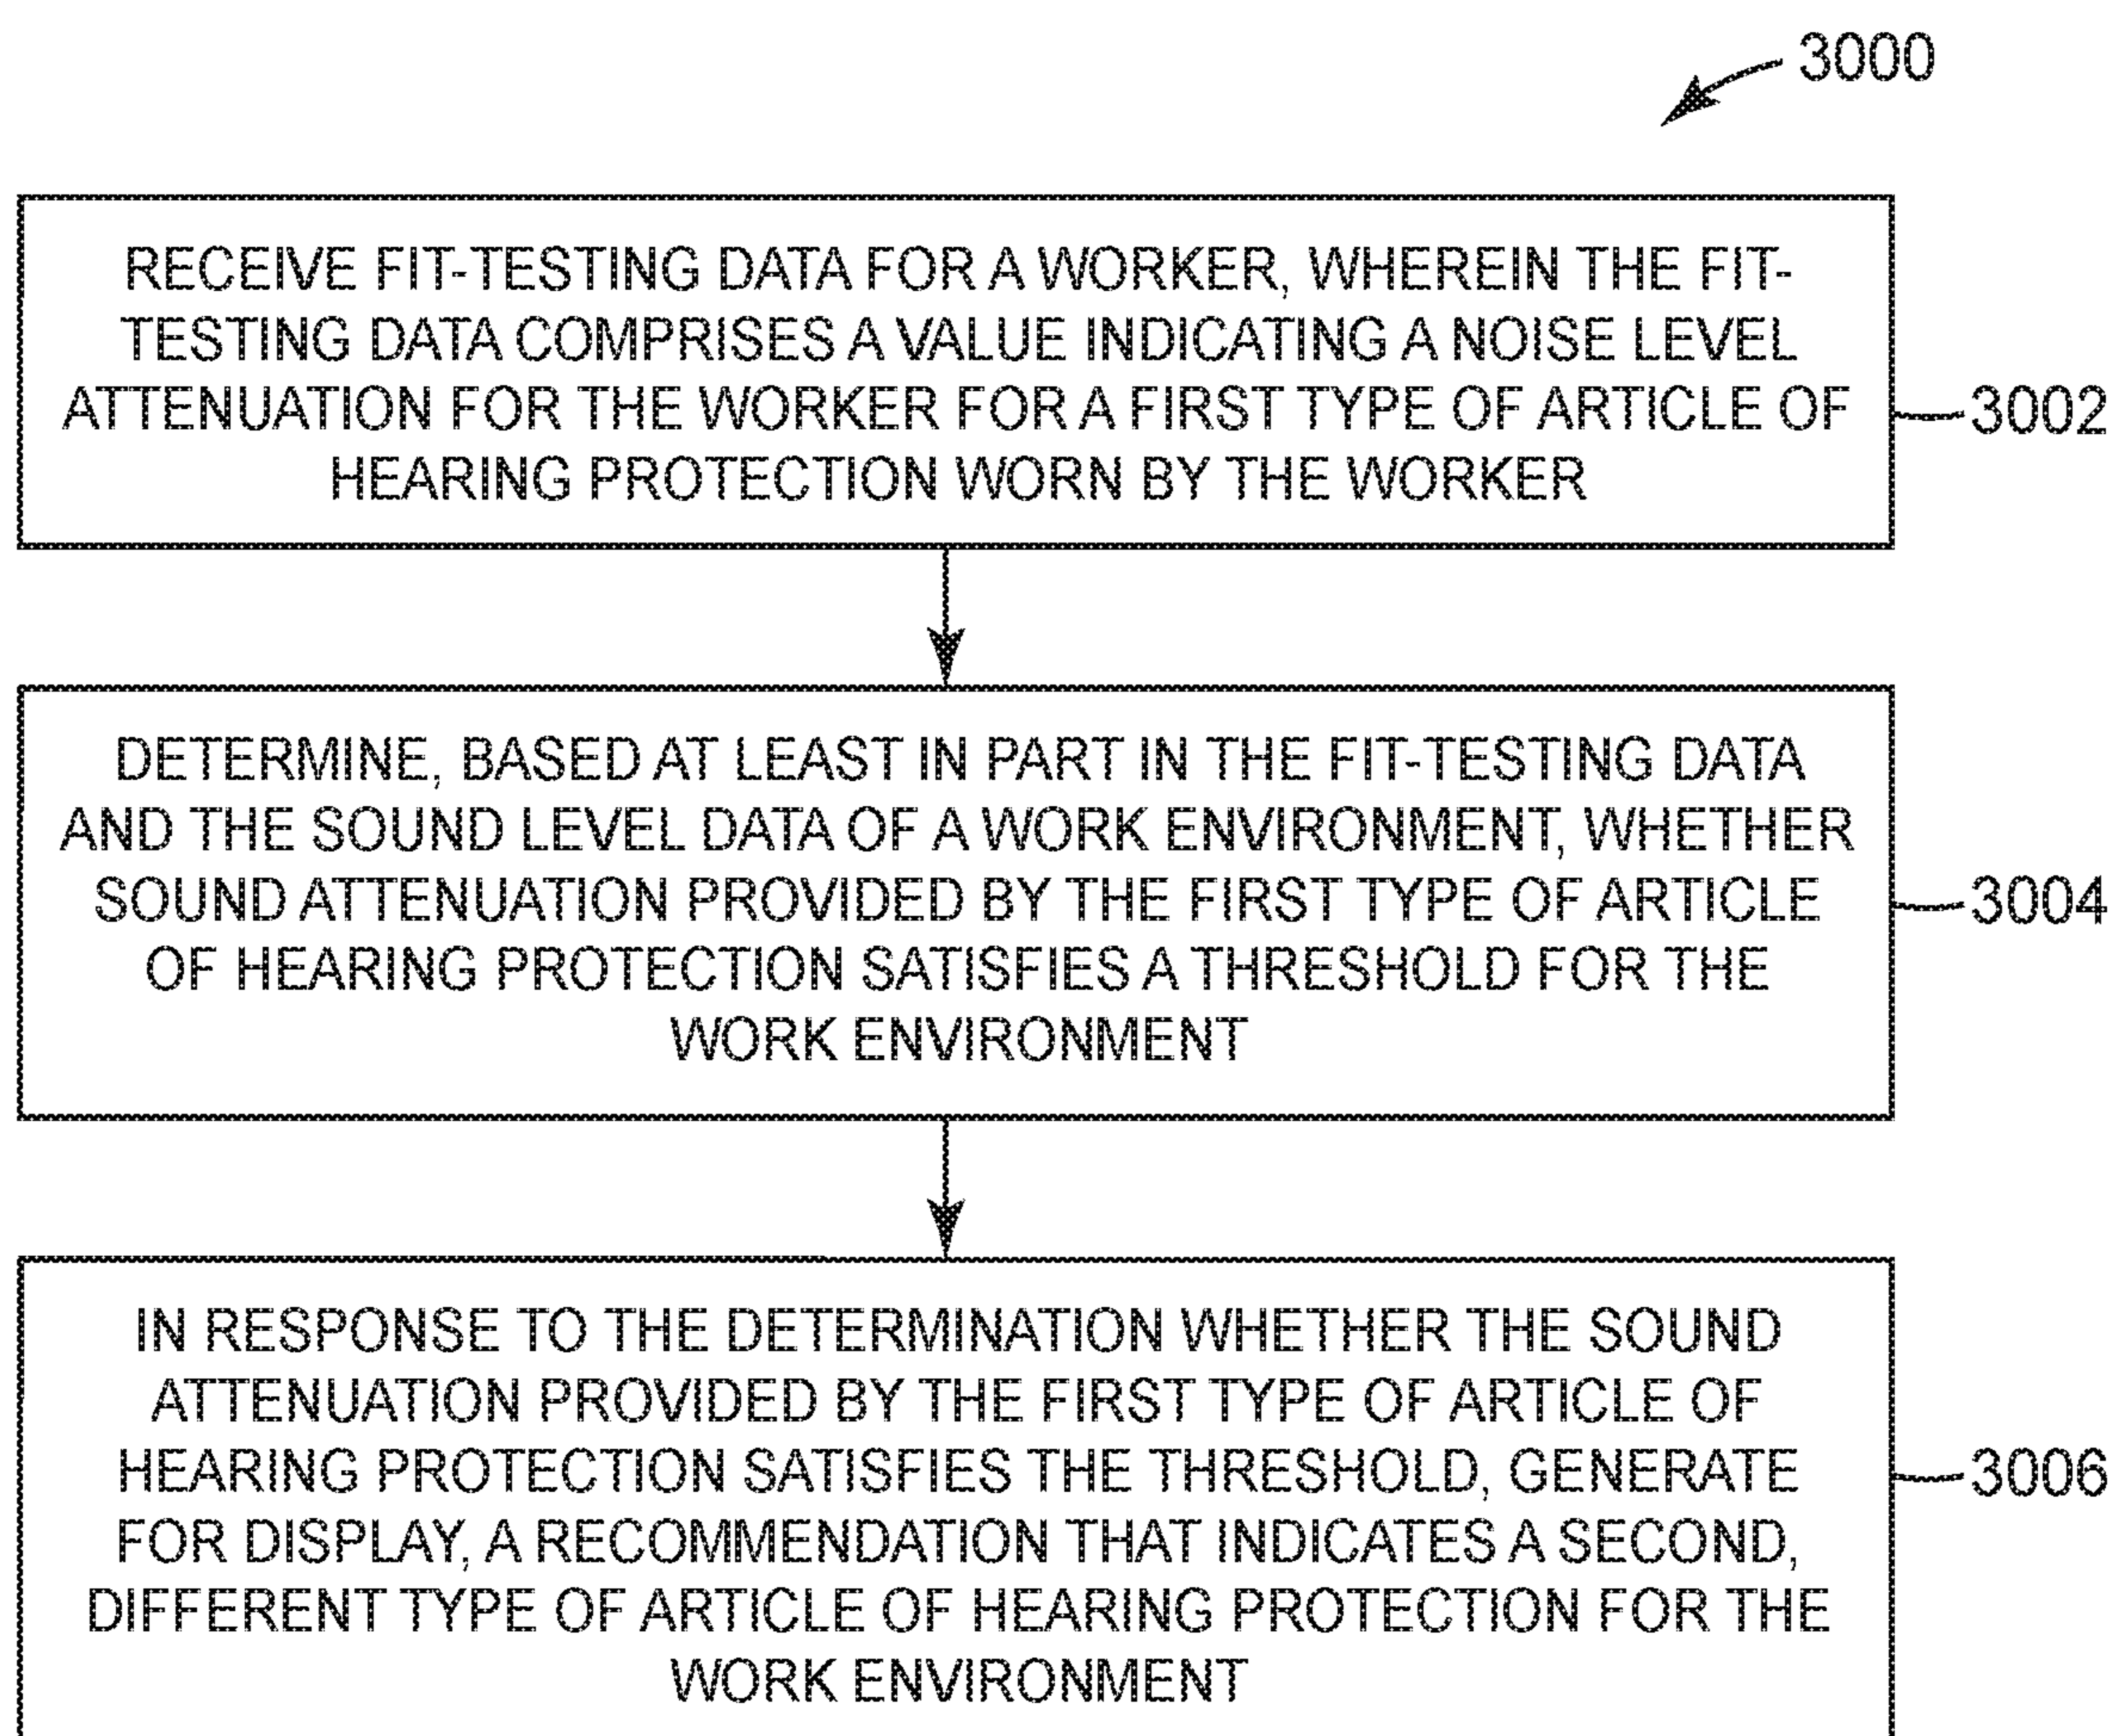 3000
RECEIVE FIT-TESTING DATA FOR A WORKER, WHEREIN THE FIT-
TESTING DATA COMPRISES A VALUE INDICATING A NOISE LEVEL
ATTENUATION FOR THE WORKER FOR A FIRST TYPE OF ARTICLE OF
HEARING PROTECTION WORN BY THE WORKER
3002
DETERMINE, BASED AT LEAST IN PART IN THE FIT-TESTING DATA
AND THE SOUND LEVEL DATA OF A WORK ENVIRONMENT, WHETHER
SOUND ATTENUATION PROVIDED BY THE FIRST TYPE OF ARTICLE
OF HEARING PROTECTION SATISFIES A THRESHOLD FOR THE
WORK ENVIRONMENT
3004
IN RESPONSE TO THE DETERMINATION WHETHER THE SOUND
ATTENUATION PROVIDED BY THE FIRST TYPE OF ARTICLE OF
HEARING PROTECTION SATISFIES THE THRESHOLD, GENERATE
FOR DISPLAY, A RECOMMENDATION THAT INDICATES A SECOND,
DIFFERENT TYPE OF ARTICLE OF HEARING PROTECTION FOR THE
WORK ENVIRONMENT
3006